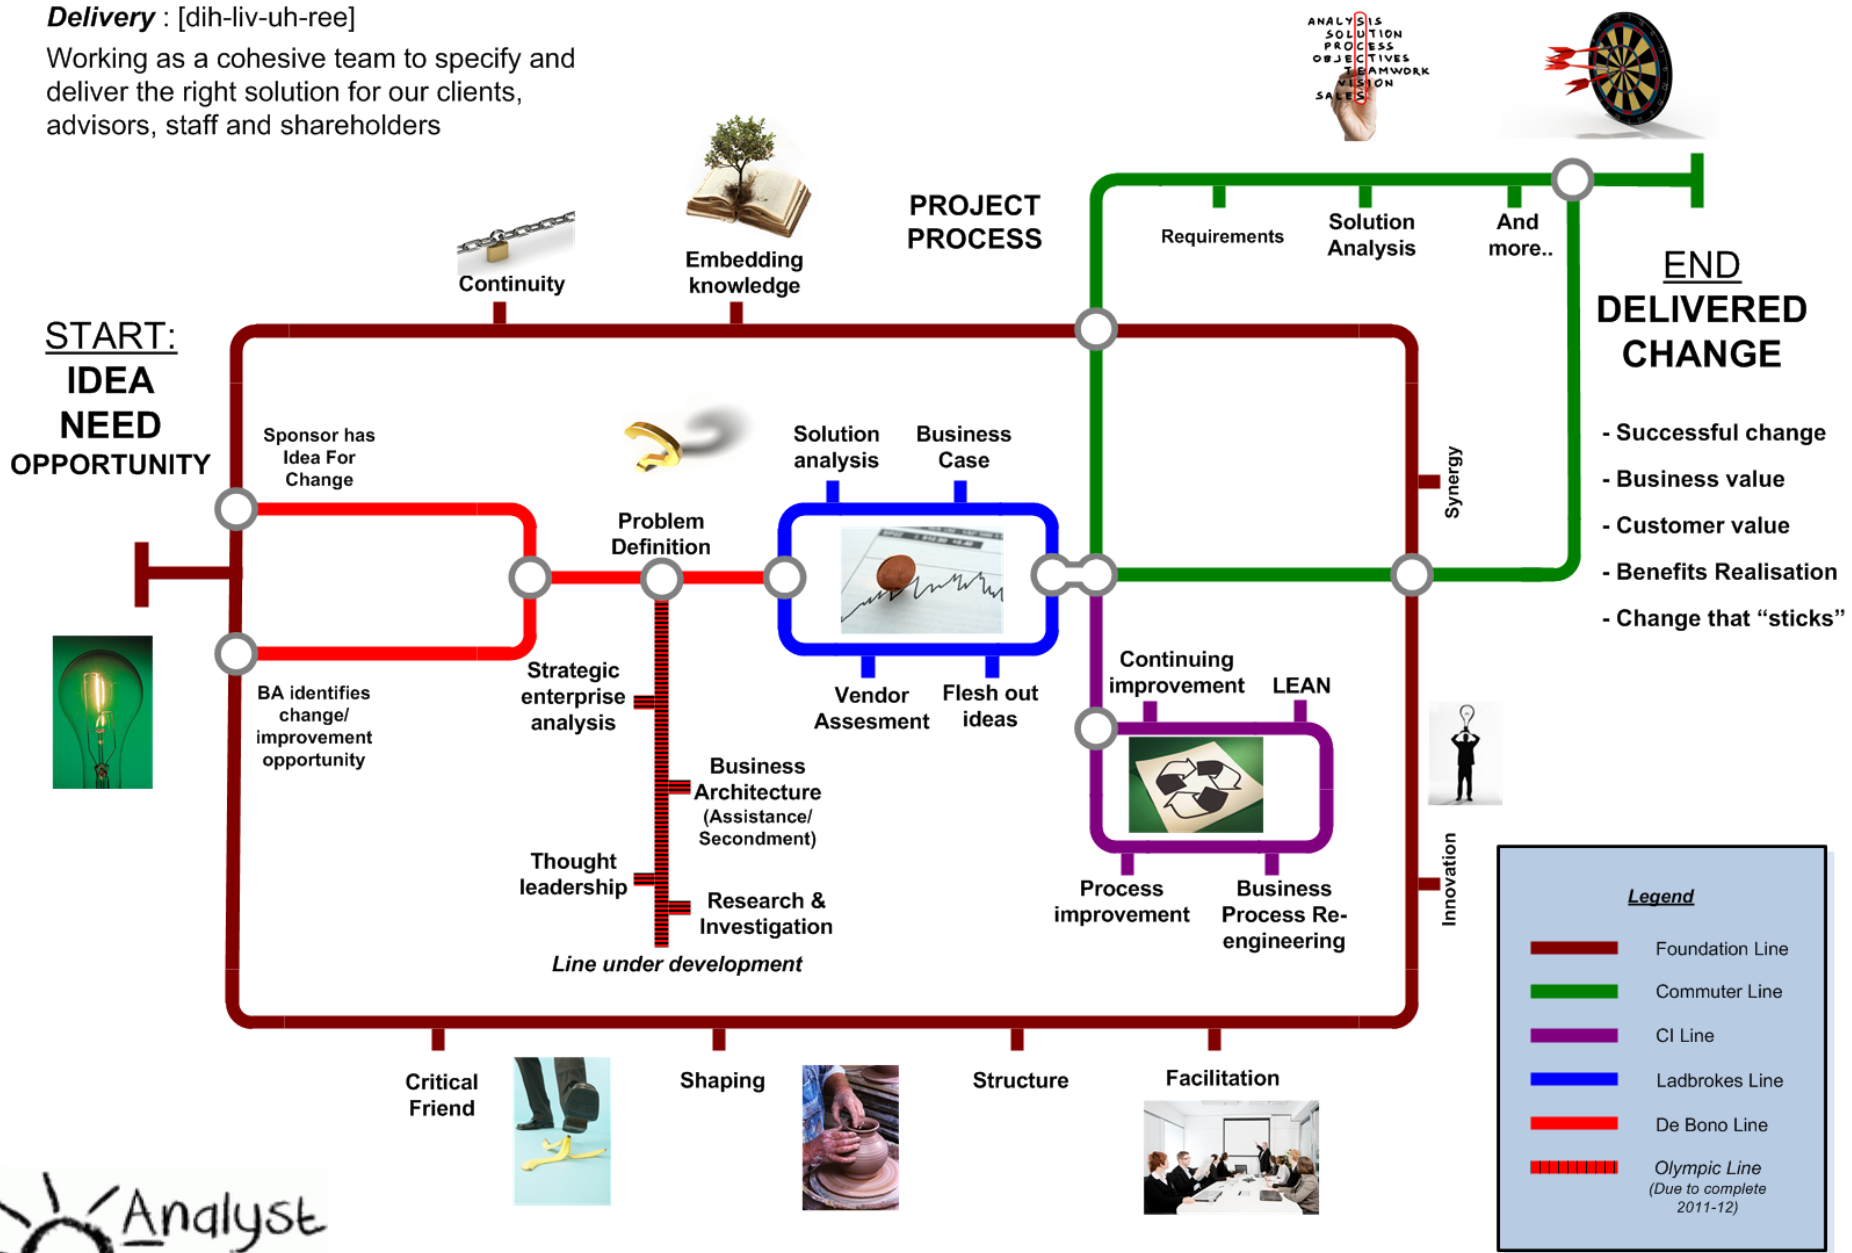 Delivery : [dih-liv-uh-ree]
Working as a cohesive team to specify and
deliver the right solution for our clients,
advisors, staff and shareholders
ANALYSIS
SOLUTION
PROCESS
OBJECTIVES
TEAMWORK
VISION
SALES
PROJECT
PROCESS
Requirements
Solution
Analysis
And
more..
Continuity
Embedding
knowledge
START:
IDEA
NEED
OPPORTUNITY
END
DELIVERED
CHANGE
- Successful change
- Business value
- Customer value
- Benefits Realisation
- Change that “sticks”
Sponsor has
Idea For
Change
Problem
Definition
Solution
analysis
Business
Case
Synergy
BA identifies
change/
improvement
opportunity
Strategic
enterprise
analysis
Business
Architecture
(Assistance/
Secondment)
Thought
leadership
Research &
Investigation
Line under development
Vendor
Assesment
Flesh out
ideas
Continuing
improvement
LEAN
Process
improvement
Business
Process Re-
engineering
Innovation
Critical
Friend
Shaping
Structure
Facilitation
Legend
Foundation Line
Commuter Line
CI Line
Ladbrokes Line
De Bono Line
Olympic Line
(Due to complete
2011-12)
Analyst